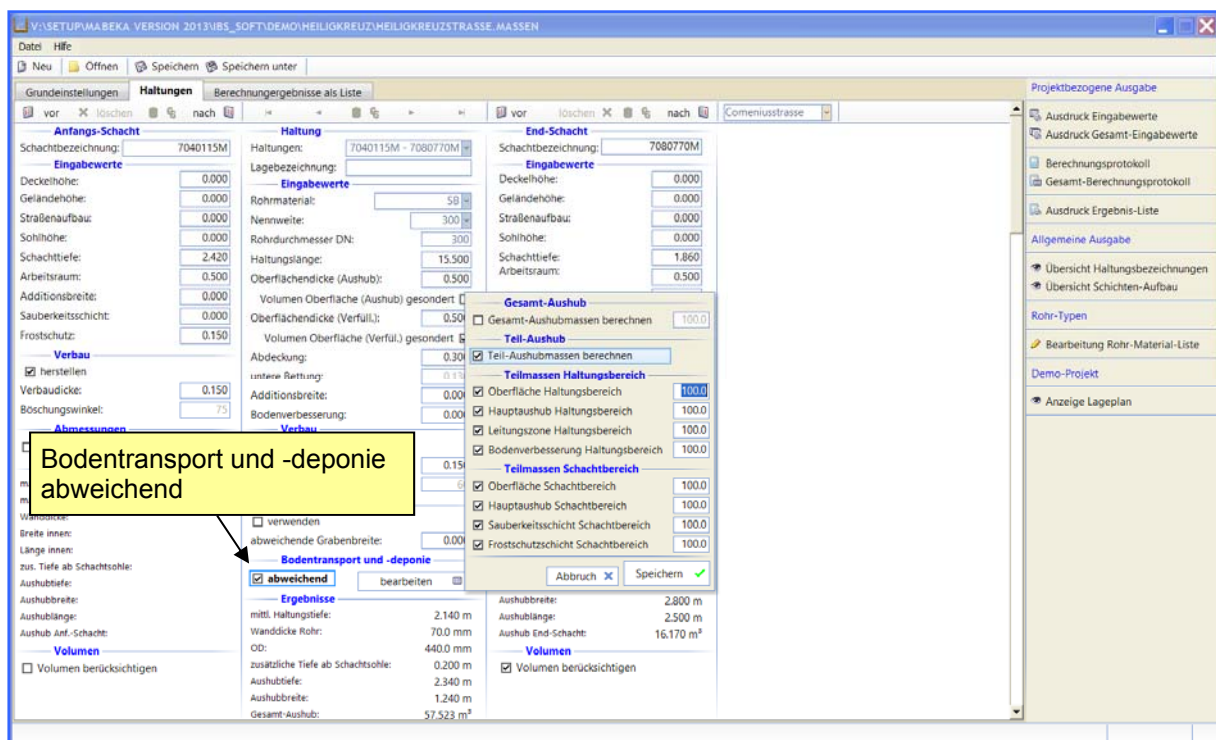 V:\SETUP\MABEKA VERSION 2013\IBS_SOFT\DEMO\HEILIGKREUZ\HEILIGKREUZSTRASSE.MASSEN
Datei Hilfe
Neu Öffnen Speichern Speichern unter
Grundeinstellungen Haltungen Berechnungergebnisse als Liste
vor löschen nach
Anfangs-Schacht
Schachtbezeichnung: 7040115M
Eingabewerte
Deckelhöhe: 0.000
Geländehöhe: 0.000
Straßenaufbau: 0.000
Sohlhöhe: 0.000
Schachttiefe: 2.420
Arbeitsraum: 0.500
Additionsbreite: 0.000
Sauberkeitsschicht: 0.000
Frostschutz: 0.150
Verbau
herstellen
Verbaudicke: 0.150
Böschungswinkel: 75
Abmessungen
Wanddicke:
Breite innen:
Länge innen:
zus. Tiefe ab Schachtsohle:
Aushubtiefe:
Aushubbreite:
Aushublänge:
Aushub Anf.-Schacht:
Volumen
Volumen berücksichtigen
Haltung
Haltungen: 7040115M - 7080770M
Lagebezeichnung:
Eingabewerte
Rohrmaterial: SB
Nennweite: 300
Rohrdurchmesser DN: 300
Haltungslänge: 15.500
Oberflächendicke (Aushub): 0.500
Volumen Oberfläche (Aushub) gesondert
Oberflächendicke (Verfüll.): 0.50
Volumen Oberfläche (Verfül.) gesondert
Abdeckung: 0.30
untere Bettung: 0.13
Additionsbreite: 0.00
Bodenverbesserung: 0.00
Verbau
0.15
verwenden
abweichende Grabenbreite: 0.00
Bodentransport und -deponie
abweichend bearbeiten
Ergebnisse
mittl. Haltungstiefe: 2.140 m
Wanddicke Rohr: 70.0 mm
OD: 440.0 mm
zusätzliche Tiefe ab Schachtsohle: 0.200 m
Aushubtiefe: 2.340 m
Aushubbreite: 1.240 m
Gesamt-Aushub: 57.523 m³
vor löschen nach Comeniusstrasse
End-Schacht
Schachtbezeichnung: 7080770M
Eingabewerte
Deckelhöhe: 0.000
Geländehöhe: 0.000
Straßenaufbau: 0.000
Sohlhöhe: 0.000
Schachttiefe: 1.860
Arbeitsraum: 0.500
Aushubbreite: 2.800 m
Aushublänge: 2.500 m
Aushub End-Schacht: 16.170 m³
Volumen
Volumen berücksichtigen
Gesamt-Aushub
Gesamt-Aushubmassen berechnen 100.0
Teil-Aushub
Teil-Aushubmassen berechnen
Teilmassen Haltungsbereich
Oberfläche Haltungsbereich 100.0
Hauptaushub Haltungsbereich 100.0
Leitungszone Haltungsbereich 100.0
Bodenverbesserung Haltungsbereich 100.0
Teilmassen Schachtbereich
Oberfläche Schachtbereich 100.0
Hauptaushub Schachtbereich 100.0
Sauberkeitsschicht Schachtbereich 100.0
Frostschutzschicht Schachtbereich 100.0
Abbruch Speichern
Bodentransport und -deponie
abweichend
Projektbezogene Ausgabe
Ausdruck Eingabewerte
Ausdruck Gesamt-Eingabewerte
Berechnungsprotokoll
Gesamt-Berechnungsprotokoll
Ausdruck Ergebnis-Liste
Allgemeine Ausgabe
Übersicht Haltungsbezeichnungen
Übersicht Schichten-Aufbau
Rohr-Typen
Bearbeitung Rohr-Material-Liste
Demo-Projekt
Anzeige Lageplan